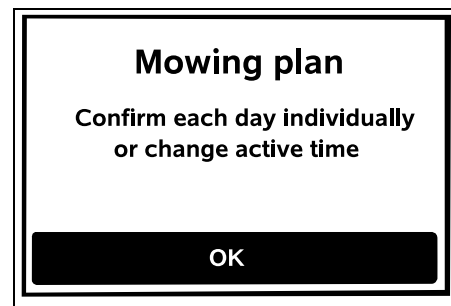 Mowing plan
Confirm each day individually
or change active time
OK